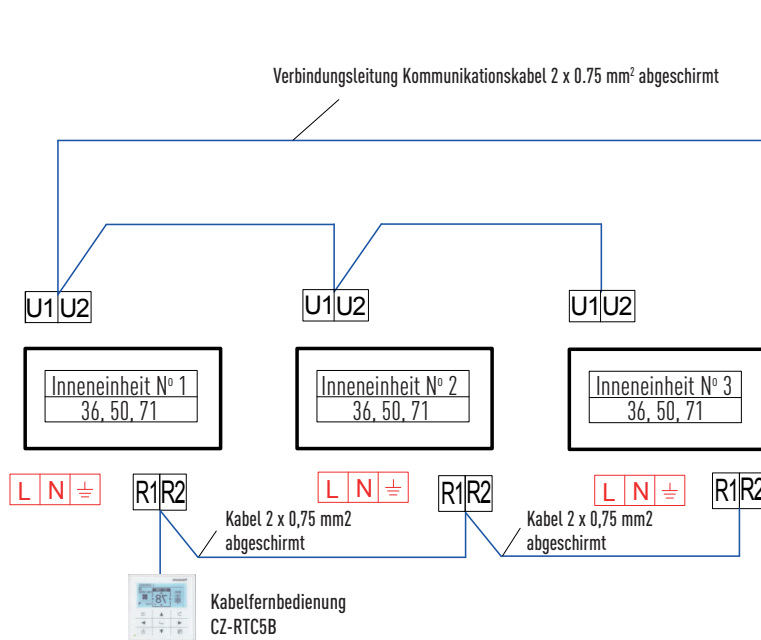 Verbindungsleitung Kommunikationskabel 2 x 0.75 mm² abgeschirmt
U1 U2
U1 U2
U1 U2
Inneneinheit Nº 1
36, 50, 71
Inneneinheit Nº 2
36, 50, 71
Inneneinheit Nº 3
36, 50, 71
L N
R1 R2
L N
R1 R2
L N
R1 R2
Kabel 2 x 0,75 mm2
abgeschirmt
Kabel 2 x 0,75 mm2
abgeschirmt
Kabelfernbedienung
CZ-RTC5B